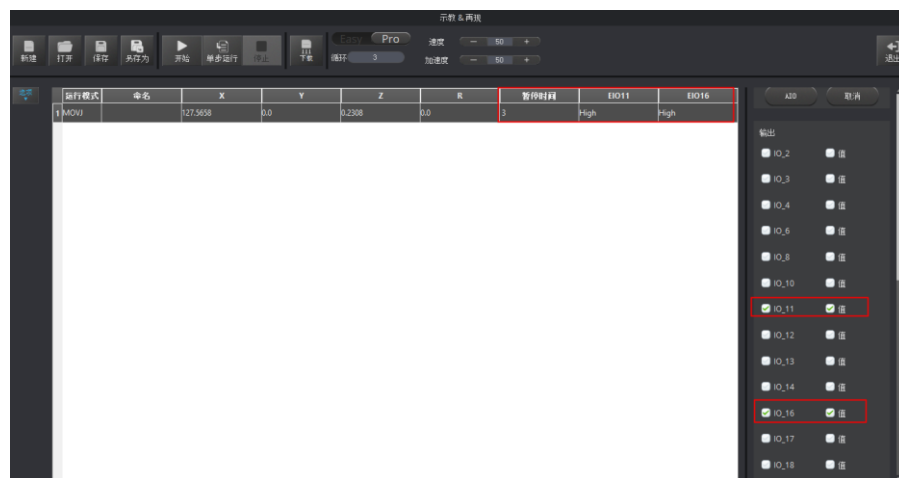 示教&再现
新建 打开 保存 另存为 开始 单步运行 停止 下载 Easy Pro 速度 — 50 +
循环 3 加速度 — 50 + 退出
运行模式 命名 X Y Z R 暂停时间 EIO11 EIO16
1 MOVJ 127.5658 0.0 0.2308 0.0 3 High High
取消
输出
IO_2 值
IO_3 值
IO_4 值
IO_6 值
IO_8 值
IO_10 值
IO_11 值
IO_12 值
IO_13 值
IO_14 值
IO_16 值
IO_17 值
IO_18 值